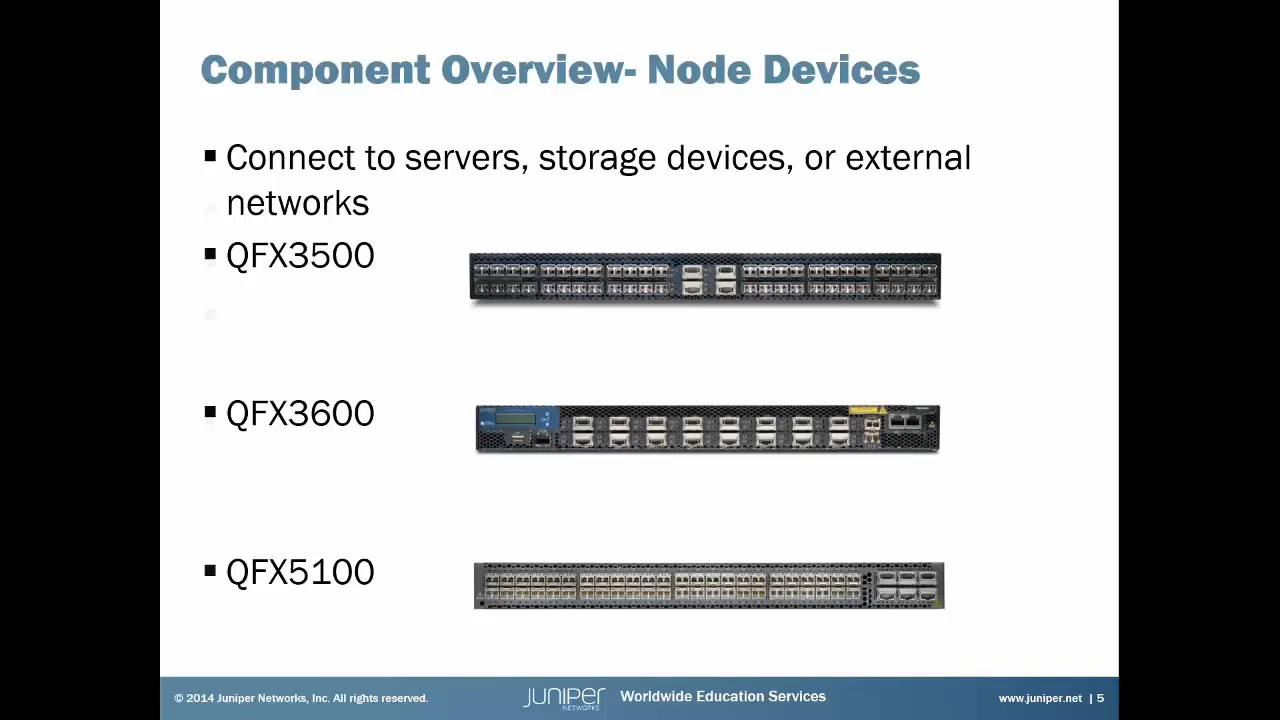 Component Overview- Node Devices
▪ Connect to servers, storage devices, or external
networks
▪ QFX3500
▪ QFX3600
▪ QFX5100
© 2014 Juniper Networks, Inc. All rights reserved.
JUNIPER
NETWORKS
Worldwide Education Services
www.juniper.net | 5